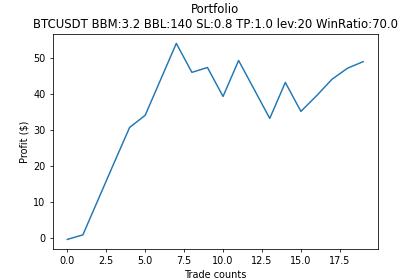 Portfolio
BTCUSDT BBM:3.2 BBL:140 SL:0.8 TP:1.0 lev:20 WinRatio:70.0
50
40
30
20
10
0
Profit ($)
0.0 2.5 5.0 7.5 10.0 12.5 15.0 17.5
Trade counts